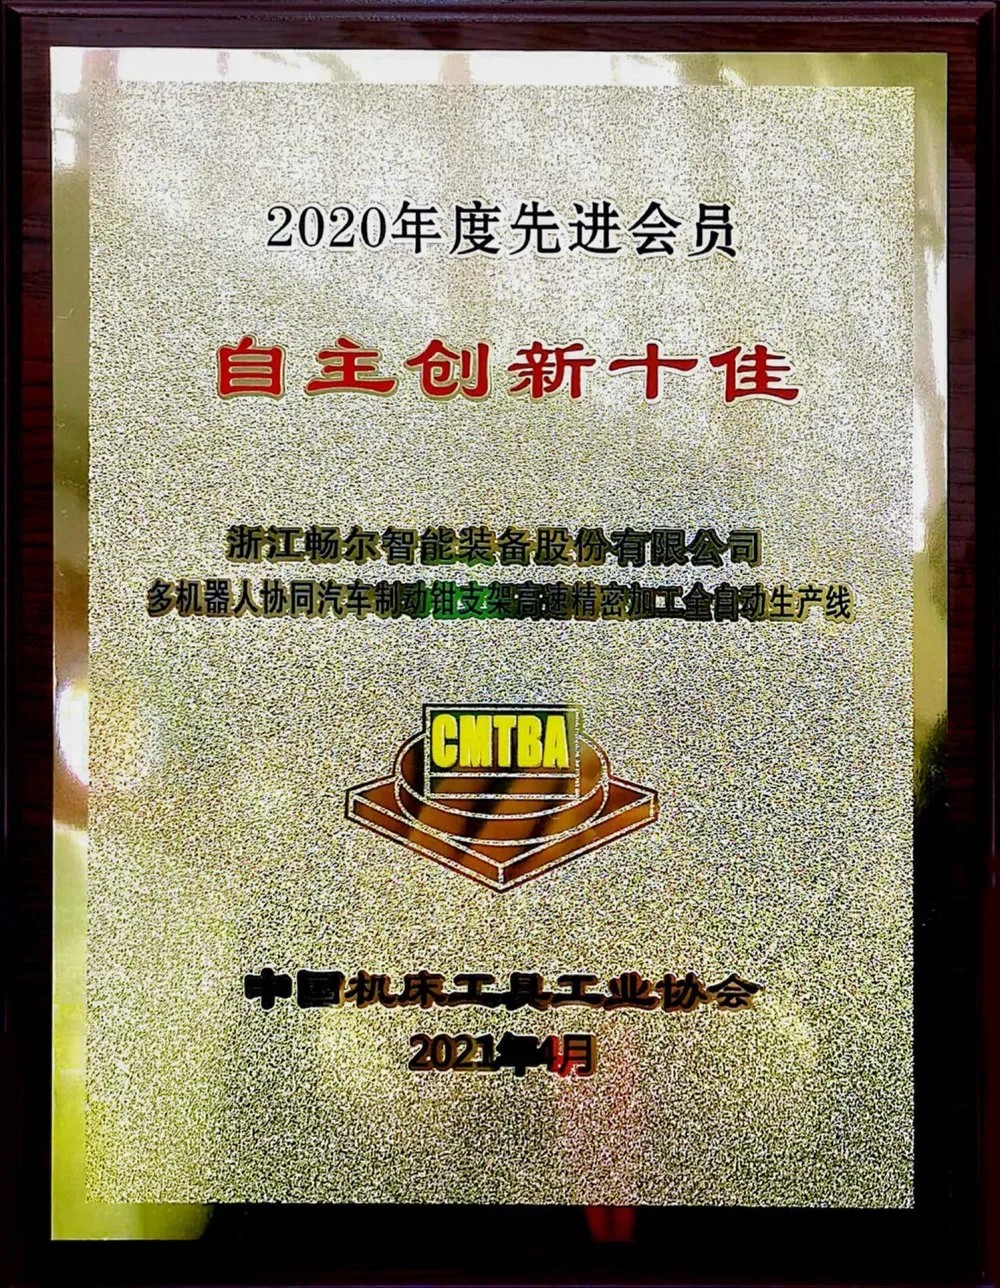 2020年度先进会员
自主创新十佳
浙江畅尔智能装备股份有限公司
多机器人协同汽车制动钳支架高速精密加工全自动生产线
CMTBA
中国机床工具工业协会
2021年4月